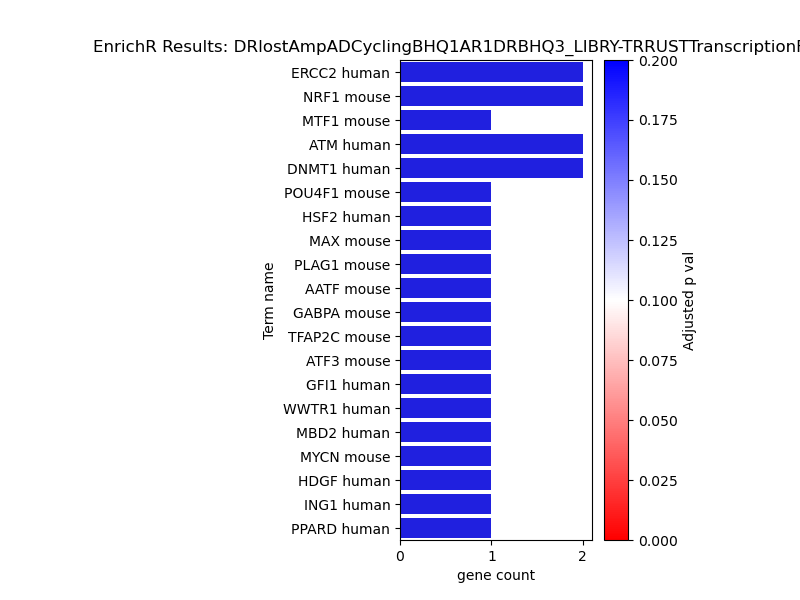 EnrichR Results: DRlostAmpADCyclingBHQ1AR1DRBHQ3_LIBRY-TRRUSTTranscriptionF
ERCC2 human
NRF1 mouse
MTF1 mouse
ATM human
DNMT1 human
POU4F1 mouse
HSF2 human
MAX mouse
PLAG1 mouse
AATF mouse
GABPA mouse
TFAP2C mouse
ATF3 mouse
GFI1 human
WWTR1 human
MBD2 human
MYCN mouse
HDGF human
ING1 human
PPARD human
Term name
0 1 2
gene count
0.200
0.175
0.150
0.125
0.100
0.075
0.050
0.025
0.000
Adjusted p val